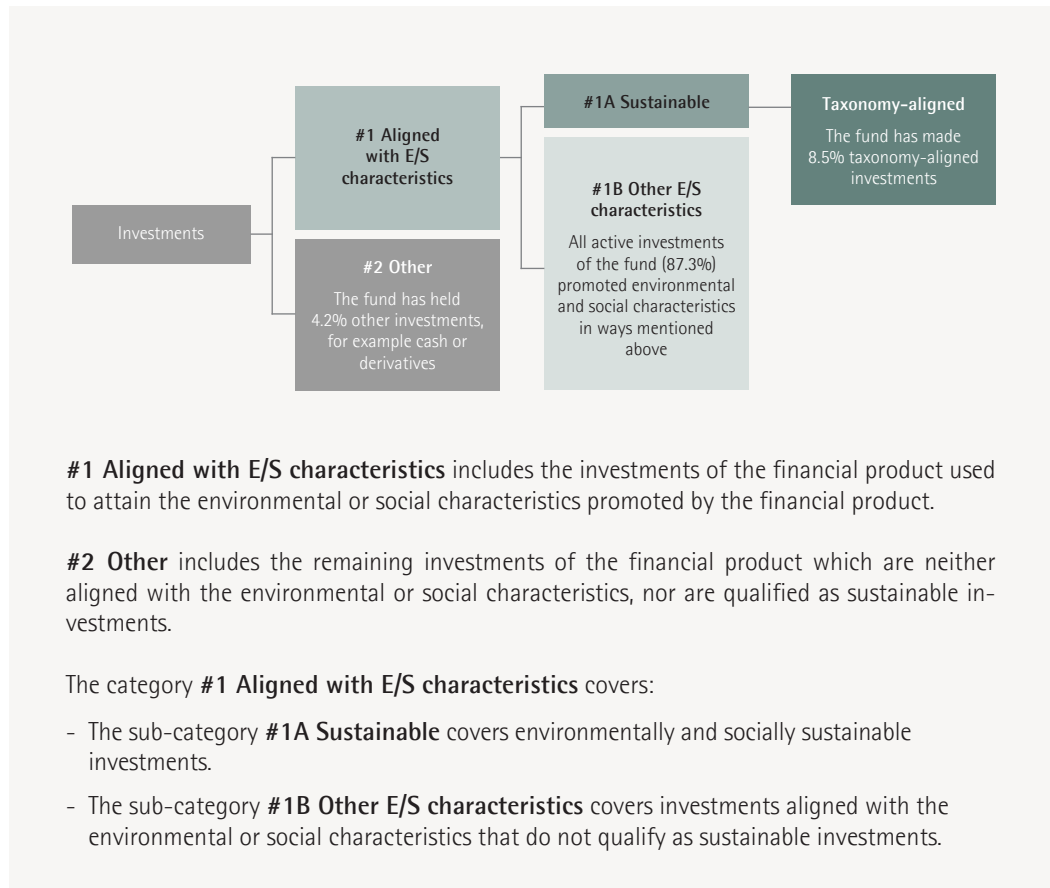 Investments
#1 Aligned
with E/S
characteristics
#2 Other
The fund has held
4.2% other investments,
for example cash or
derivatives
#1A Sustainable
#1B Other E/S
characteristics
All active investments
of the fund (87.3%)
promoted environmental
and social characteristics
in ways mentioned
above
Taxonomy-aligned
The fund has made
8.5% taxonomy-aligned
investments
#1 Aligned with E/S characteristics includes the investments of the financial product used
to attain the environmental or social characteristics promoted by the financial product.
#2 Other includes the remaining investments of the financial product which are neither
aligned with the environmental or social characteristics, nor are qualified as sustainable in-
vestments.
The category #1 Aligned with E/S characteristics covers:
- The sub-category #1A Sustainable covers environmentally and socially sustainable
investments.
- The sub-category #1B Other E/S characteristics covers investments aligned with the
environmental or social characteristics that do not qualify as sustainable investments.